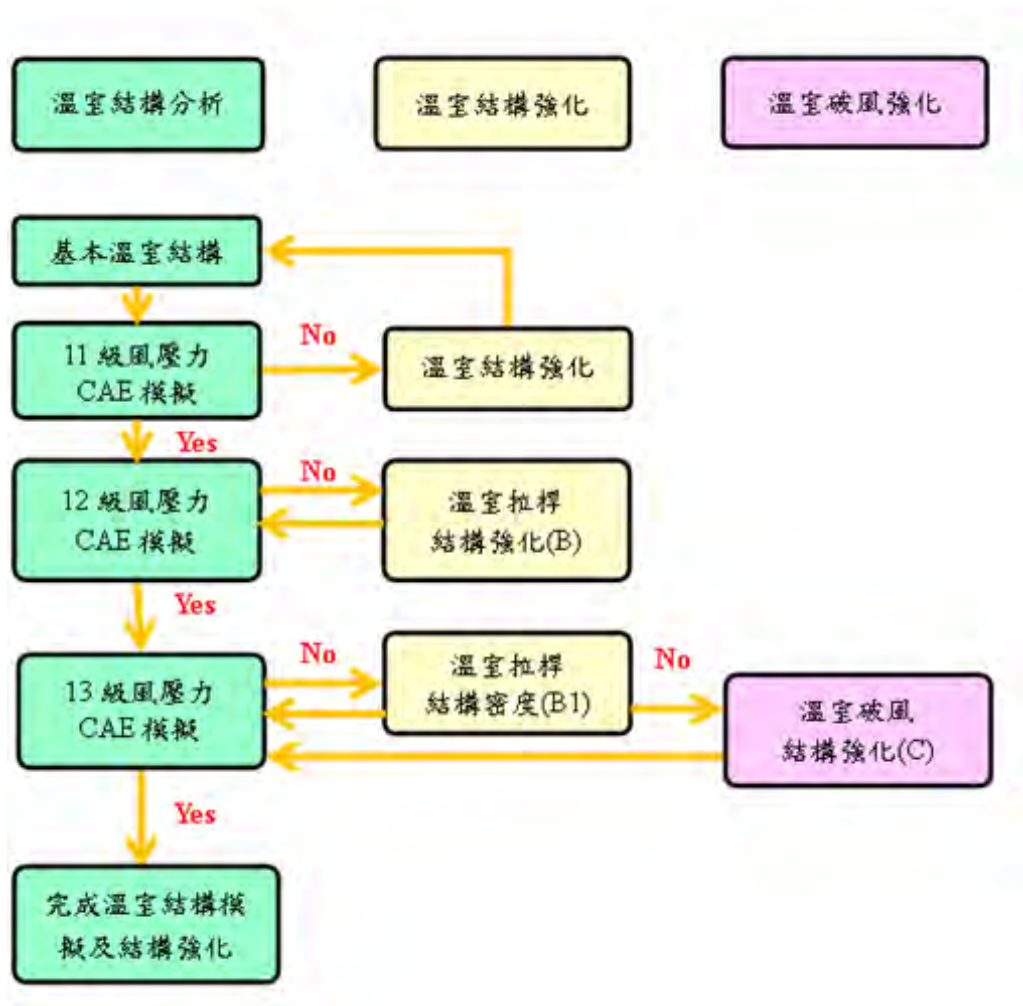 溫室結構分析
溫室結構強化
溫室破風強化
基本溫室結構
11 級風壓力
CAE 模擬
No
溫室結構強化
Yes
12 級風壓力
CAE 模擬
No
溫室拉桿
結構強化(B)
Yes
13 級風壓力
CAE 模擬
No
溫室拉桿
結構密度(B1)
No
溫室破風
結構強化(C)
Yes
完成溫室結構模
擬及結構強化